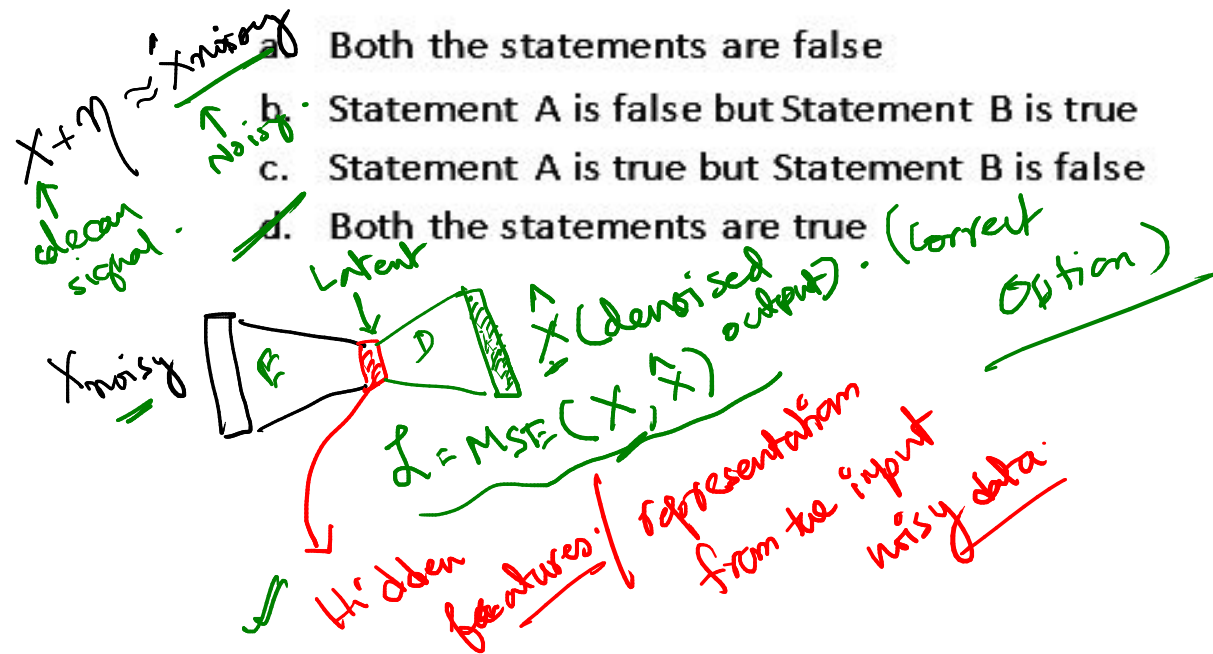 X + η ≈ Xnoisy
Noisy
clean
signal.
a. Both the statements are false
b. Statement A is false but Statement B is true
c. Statement A is true but Statement B is false
d. Both the statements are true
(Correct
Option)
Latent
Xnoisy
E
D
X̂ (denoised
output).
L = MSE (X, X̂)
Hidden
features. / representation
from the input
noisy data.